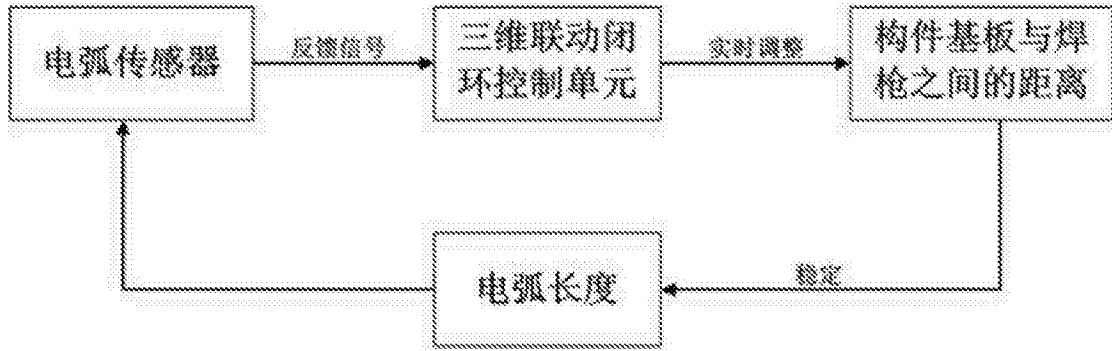 电弧传感器
反馈信号
三维联动闭
环控制单元
实时调整
构件基板与焊
枪之间的距离
电弧长度
稳定